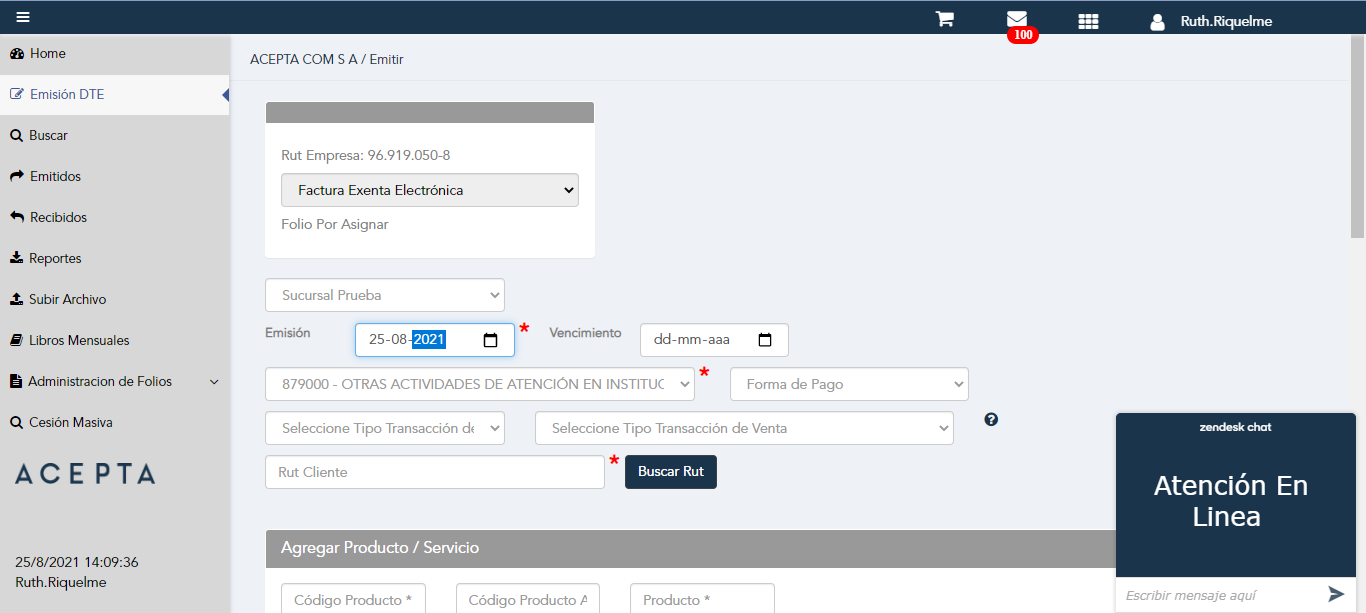 100
Ruth.Riquelme
Home
Emisión DTE
Buscar
Emitidos
Recibidos
Reportes
Subir Archivo
Libros Mensuales
Administracion de Folios
Cesión Masiva
ACEPTA
25/8/2021 14:09:36
Ruth.Riquelme
ACEPTA COM S A / Emitir
Rut Empresa: 96.919.050-8
Factura Exenta Electrónica
Folio Por Asignar
Sucursal Prueba
Emisión 25-08-2021 * Vencimiento dd-mm-aaa
879000 - OTRAS ACTIVIDADES DE ATENCIÓN EN INSTITUC * Forma de Pago
Seleccione Tipo Transacción de Seleccione Tipo Transacción de Venta ?
Rut Cliente * Buscar Rut
Agregar Producto / Servicio
Código Producto * Código Producto A Producto *
zendesk chat
Atención En
Linea
Escribir mensaje aquí